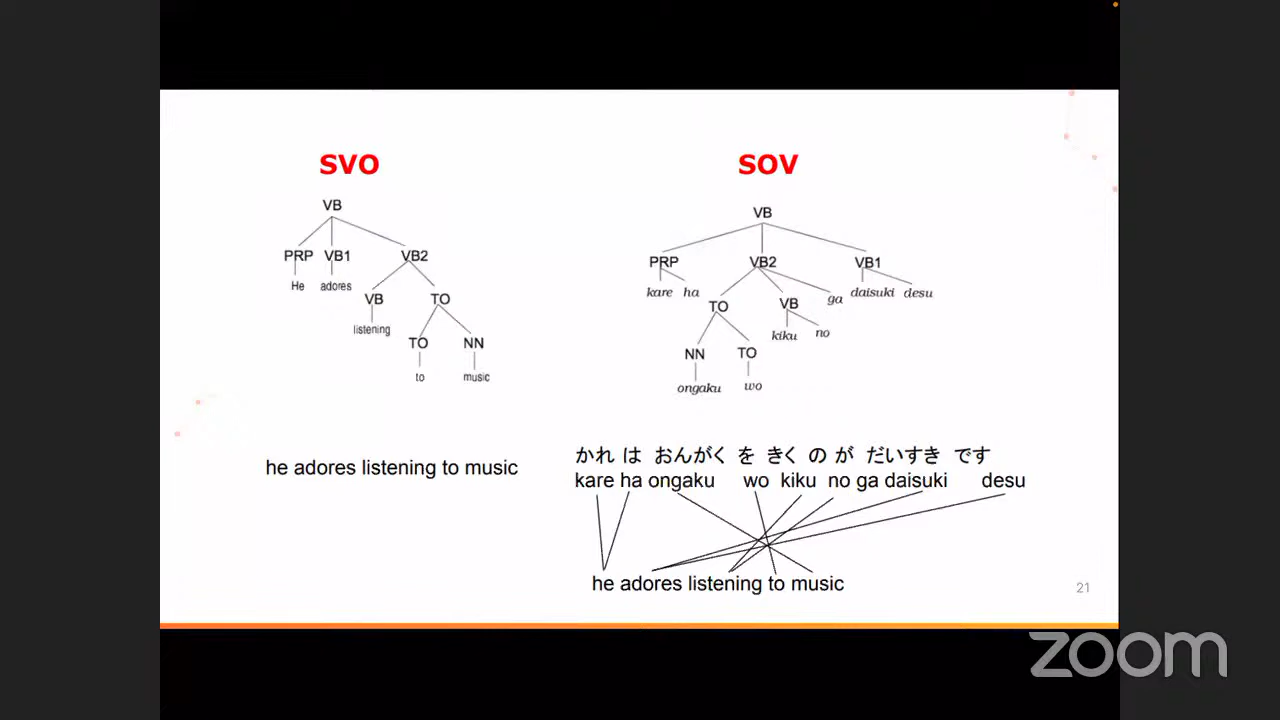 SVO
VB
PRP VB1 VB2
He adores
VB TO
listening
TO NN
to music
he adores listening to music
SOV
VB
PRP VB2 VB1
kare ha ga daisuki desu
TO VB
kiku no
NN TO
ongaku wo
かれ は おんがく を きく の が だいすき です
kare ha ongaku wo kiku no ga daisuki desu
he adores listening to music
21
zoom